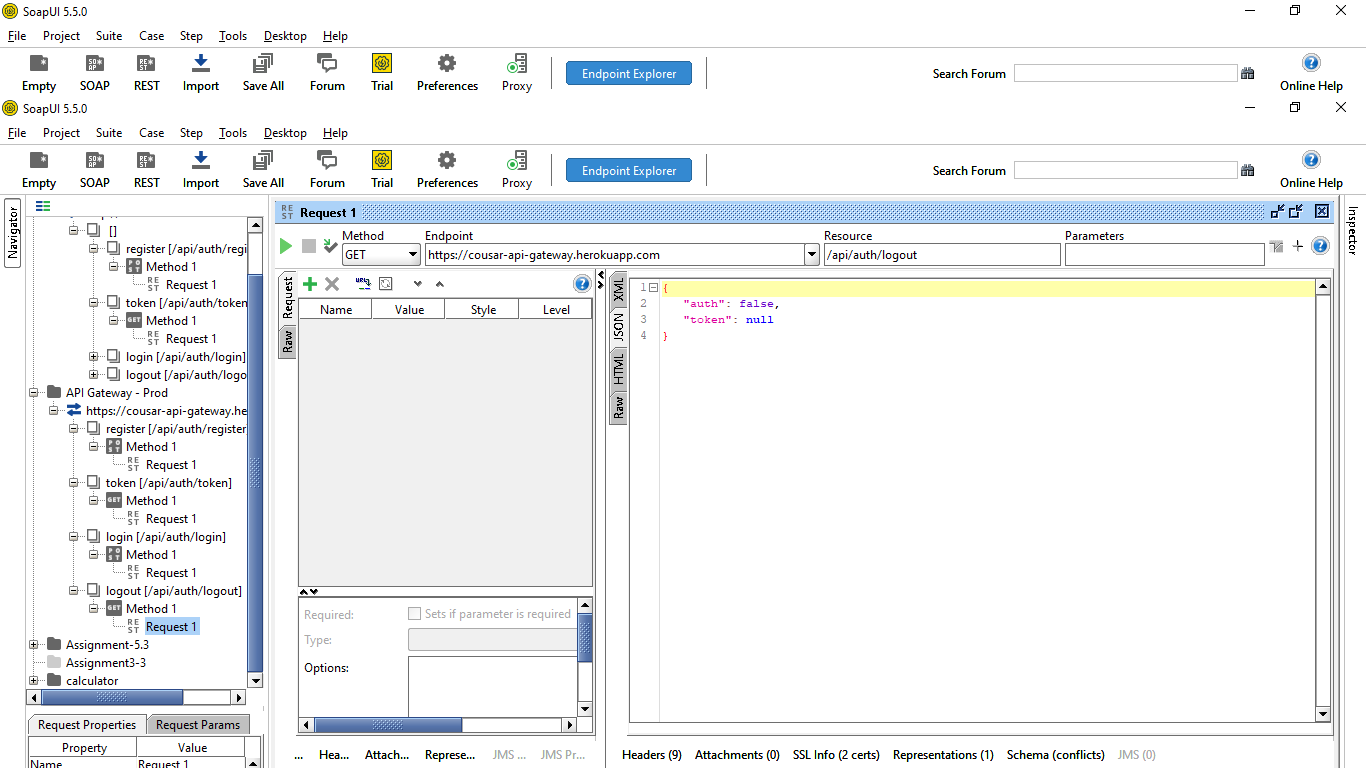 SoapUI 5.5.0
File Project Suite Case Step Tools Desktop Help
Empty SOAP REST Import Save All Forum Trial Preferences Proxy Endpoint Explorer Search Forum Online Help
SoapUI 5.5.0
File Project Suite Case Step Tools Desktop Help
Empty SOAP REST Import Save All Forum Trial Preferences Proxy Endpoint Explorer Search Forum Online Help
Navigator
[]
register [/api/auth/regi
Method 1
Request 1
token [/api/auth/token
Method 1
Request 1
login [/api/auth/login]
logout [/api/auth/logo
API Gateway - Prod
https://cousar-api-gateway.he
register [/api/auth/register
Method 1
Request 1
token [/api/auth/token]
Method 1
Request 1
login [/api/auth/login]
Method 1
Request 1
logout [/api/auth/logout]
Method 1
Request 1
Assignment-5.3
Assignment3-3
calculator
Request Properties Request Params
Property Value
Name Request 1
REST Request 1
Method Endpoint Resource Parameters
GET https://cousar-api-gateway.herokuapp.com /api/auth/logout
Request
Raw
Name Value Style Level
Required: Sets if parameter is required
Type:
Options:
... Hea... Attach... Represe... JMS ... JMS Pr...
XML
JSON
HTML
Raw
1 {
2 "auth": false,
3 "token": null
4 }
Headers (9) Attachments (0) SSL Info (2 certs) Representations (1) Schema (conflicts) JMS (0)
Inspector